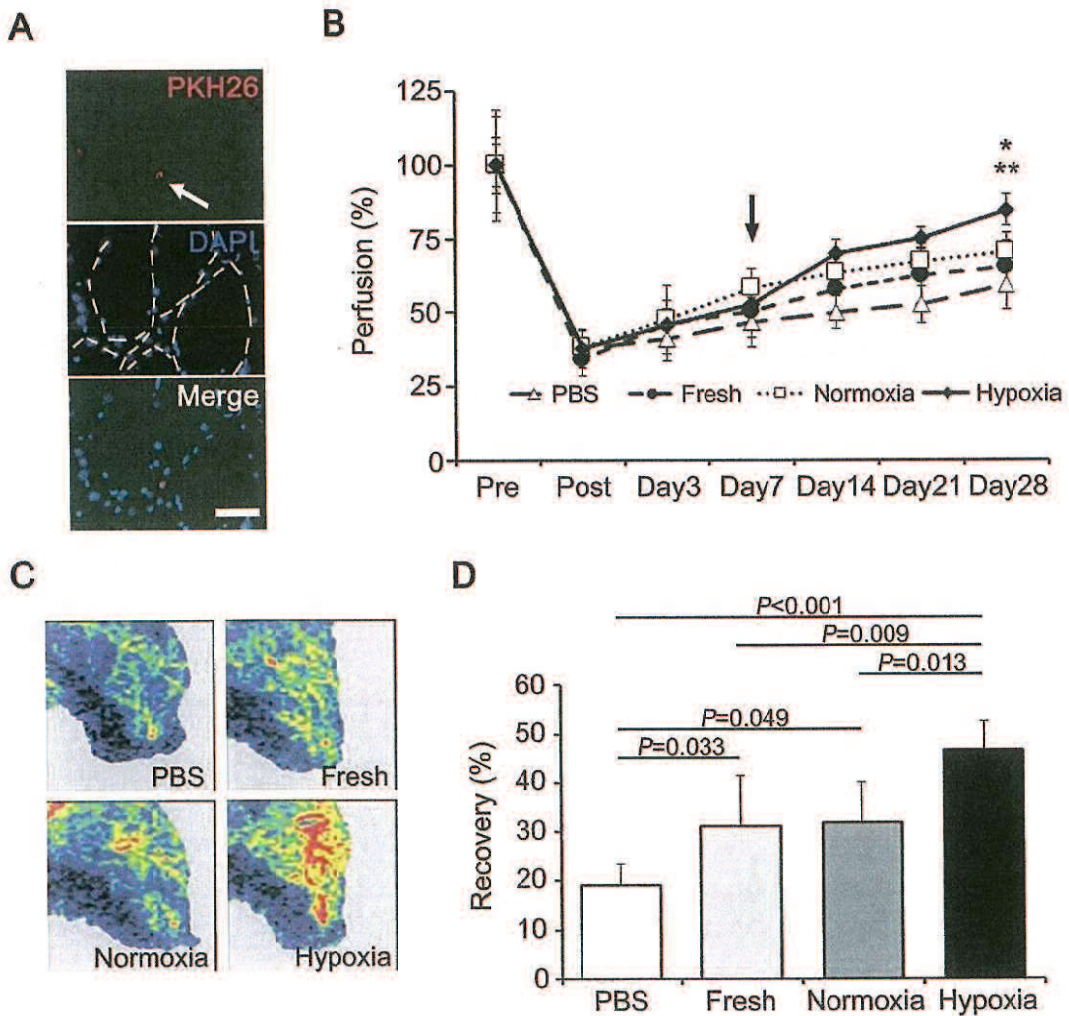 A
PKH26
DAPI
Merge
B
Perfusion (%)
125
100
75
50
25
0
*
**
PBS
Fresh
Normoxia
Hypoxia
Pre
Post
Day3
Day7
Day14
Day21
Day28
C
PBS
Fresh
Normoxia
Hypoxia
D
P<0.001
P=0.009
P=0.013
P=0.049
P=0.033
Recovery (%)
60
50
40
30
20
10
0
PBS
Fresh
Normoxia
Hypoxia